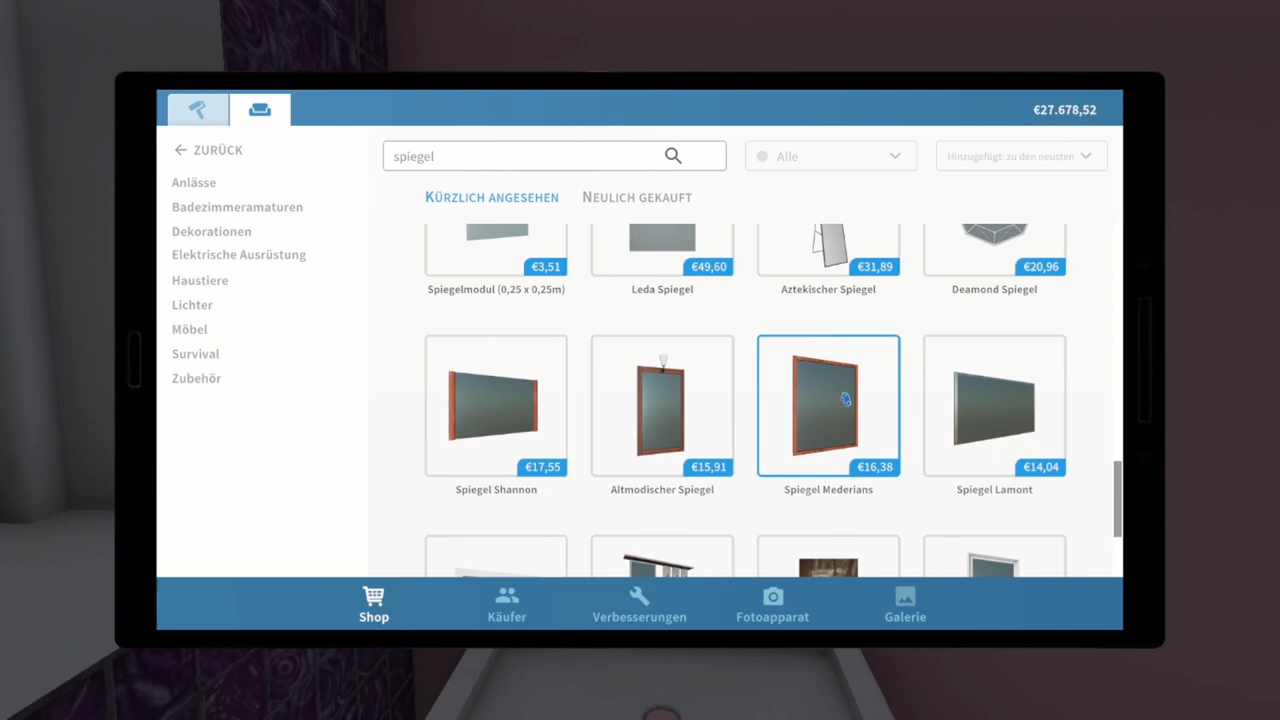 €27.678,52
ZURÜCK
spiegel
Alle
Hinzugefügt: zu den neusten
Anlässe
Badezimmeramaturen
Dekorationen
Elektrische Ausrüstung
Haustiere
Lichter
Möbel
Survival
Zubehör
KÜRZLICH ANGESEHEN
NEULICH GEKAUFT
€3,51
€49,60
€31,89
€20,96
Spiegelmodul (0,25 x 0,25m)
Leda Spiegel
Aztekischer Spiegel
Deamond Spiegel
€17,55
€15,91
€16,38
€14,04
Spiegel Shannon
Altmodischer Spiegel
Spiegel Mederians
Spiegel Lamont
Shop
Käufer
Verbesserungen
Fotoapparat
Galerie